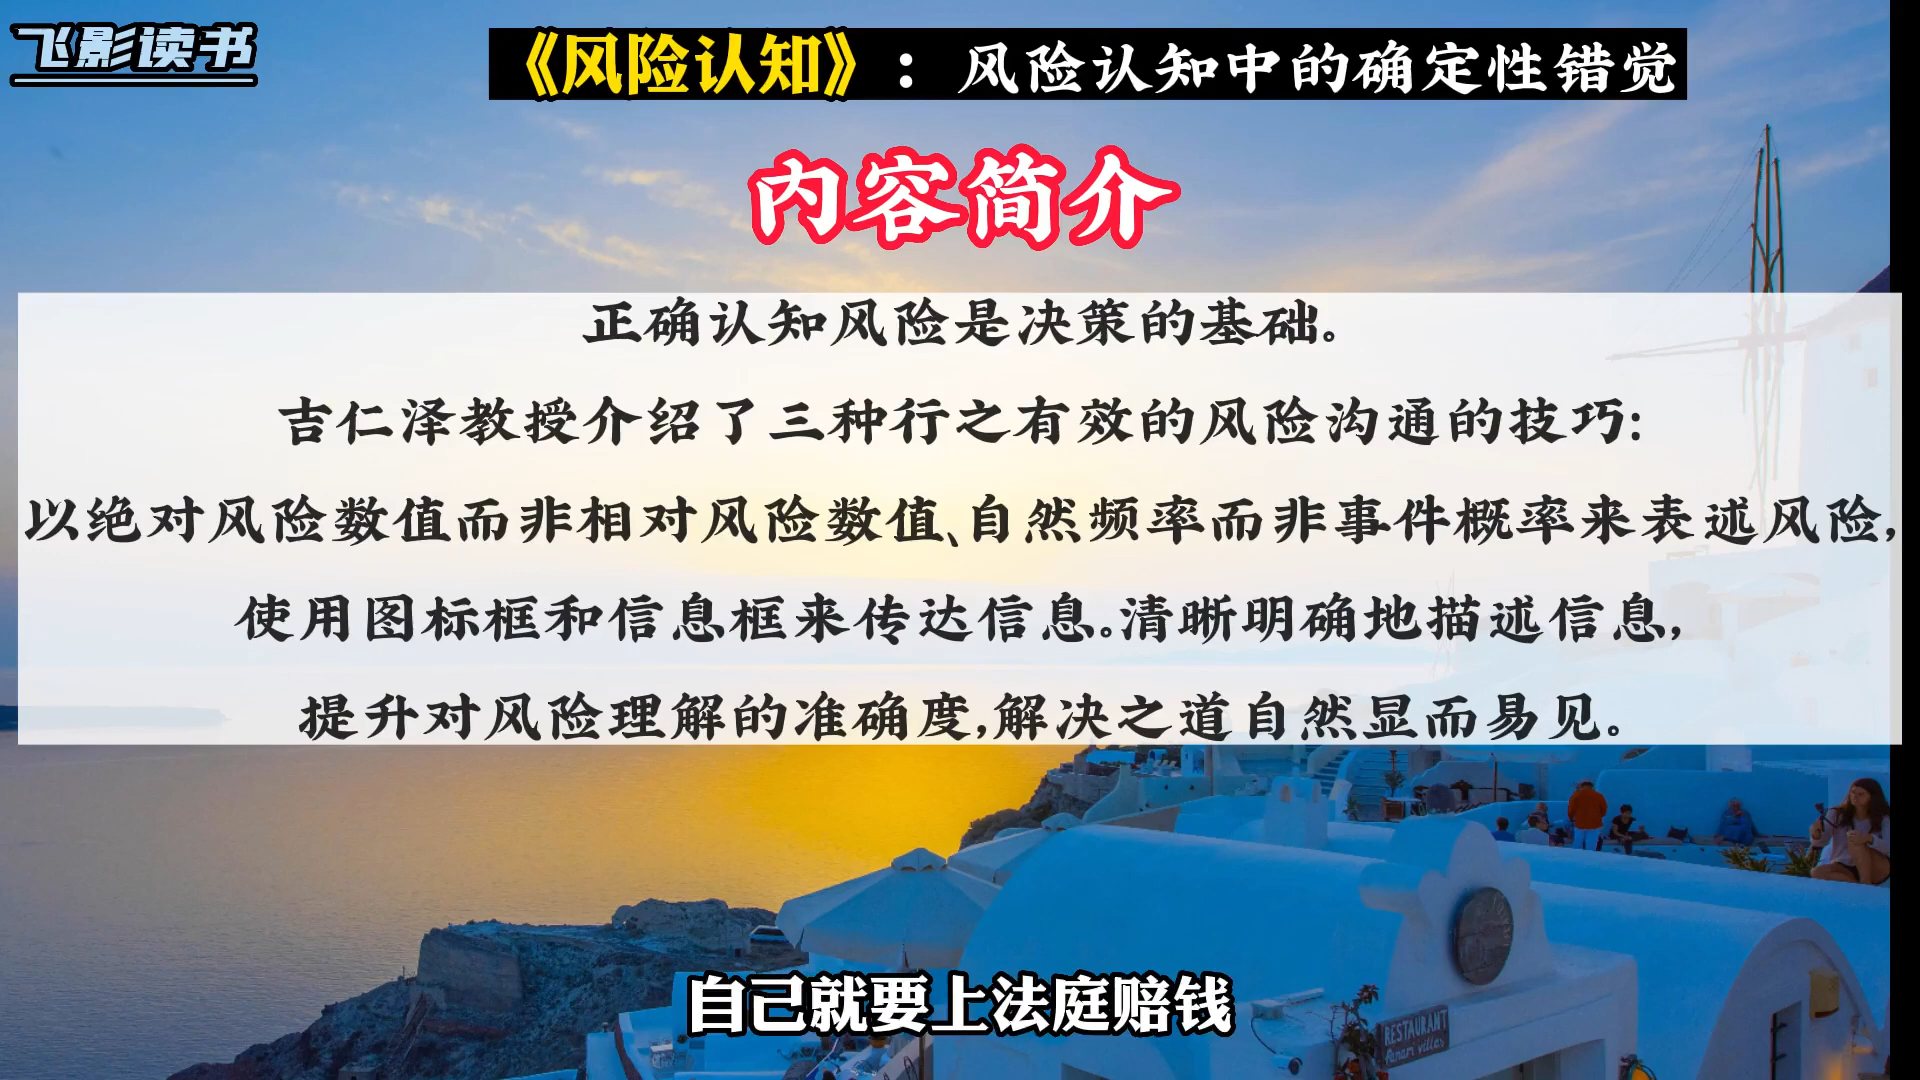 飞影读书
《风险认知》：风险认知中的确定性错觉
内容简介
正确认知风险是决策的基础。
吉仁泽教授介绍了三种行之有效的风险沟通的技巧:
以绝对风险数值而非相对风险数值、自然频率而非事件概率来表述风险,
使用图标框和信息框来传达信息。清晰明确地描述信息,
提升对风险理解的准确度,解决之道自然显而易见。
自己就要上法庭赔钱
RESTAURANT
Panari villas